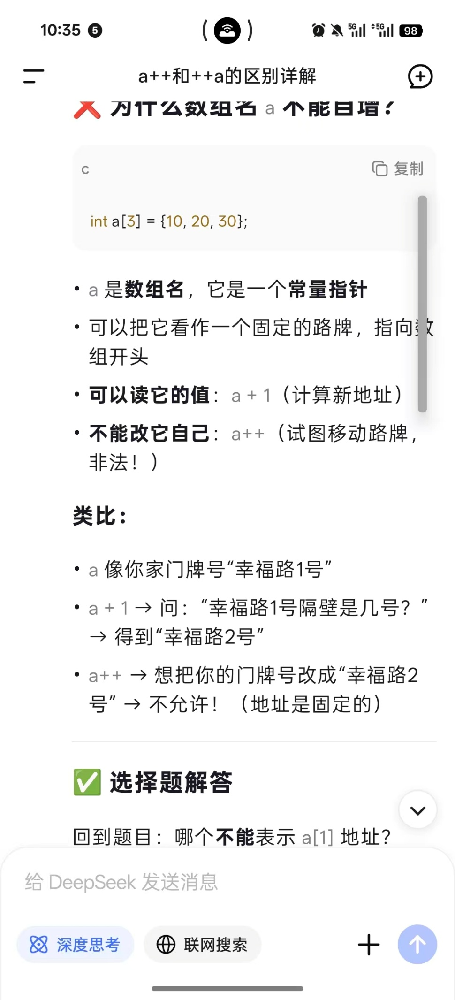 10:35 5 5G 5G 98
a++和++a的区别详解
❌ 为什么数组名 a 不能自增？
c 复制
int a[3] = {10, 20, 30};
• a 是数组名，它是一个常量指针
• 可以把它看作一个固定的路牌，指向数
组开头
• 可以读它的值：a + 1（计算新地址）
• 不能改它自己：a++（试图移动路牌，
非法！）
类比：
• a 像你家门牌号“幸福路1号”
• a + 1 → 问：“幸福路1号隔壁是几号？”
→ 得到“幸福路2号”
• a++ → 想把你的门牌号改成“幸福路2
号” → 不允许！（地址是固定的）
✅ 选择题解答
回到题目：哪个不能表示 a[1] 地址？
给 DeepSeek 发送消息
深度思考 联网搜索